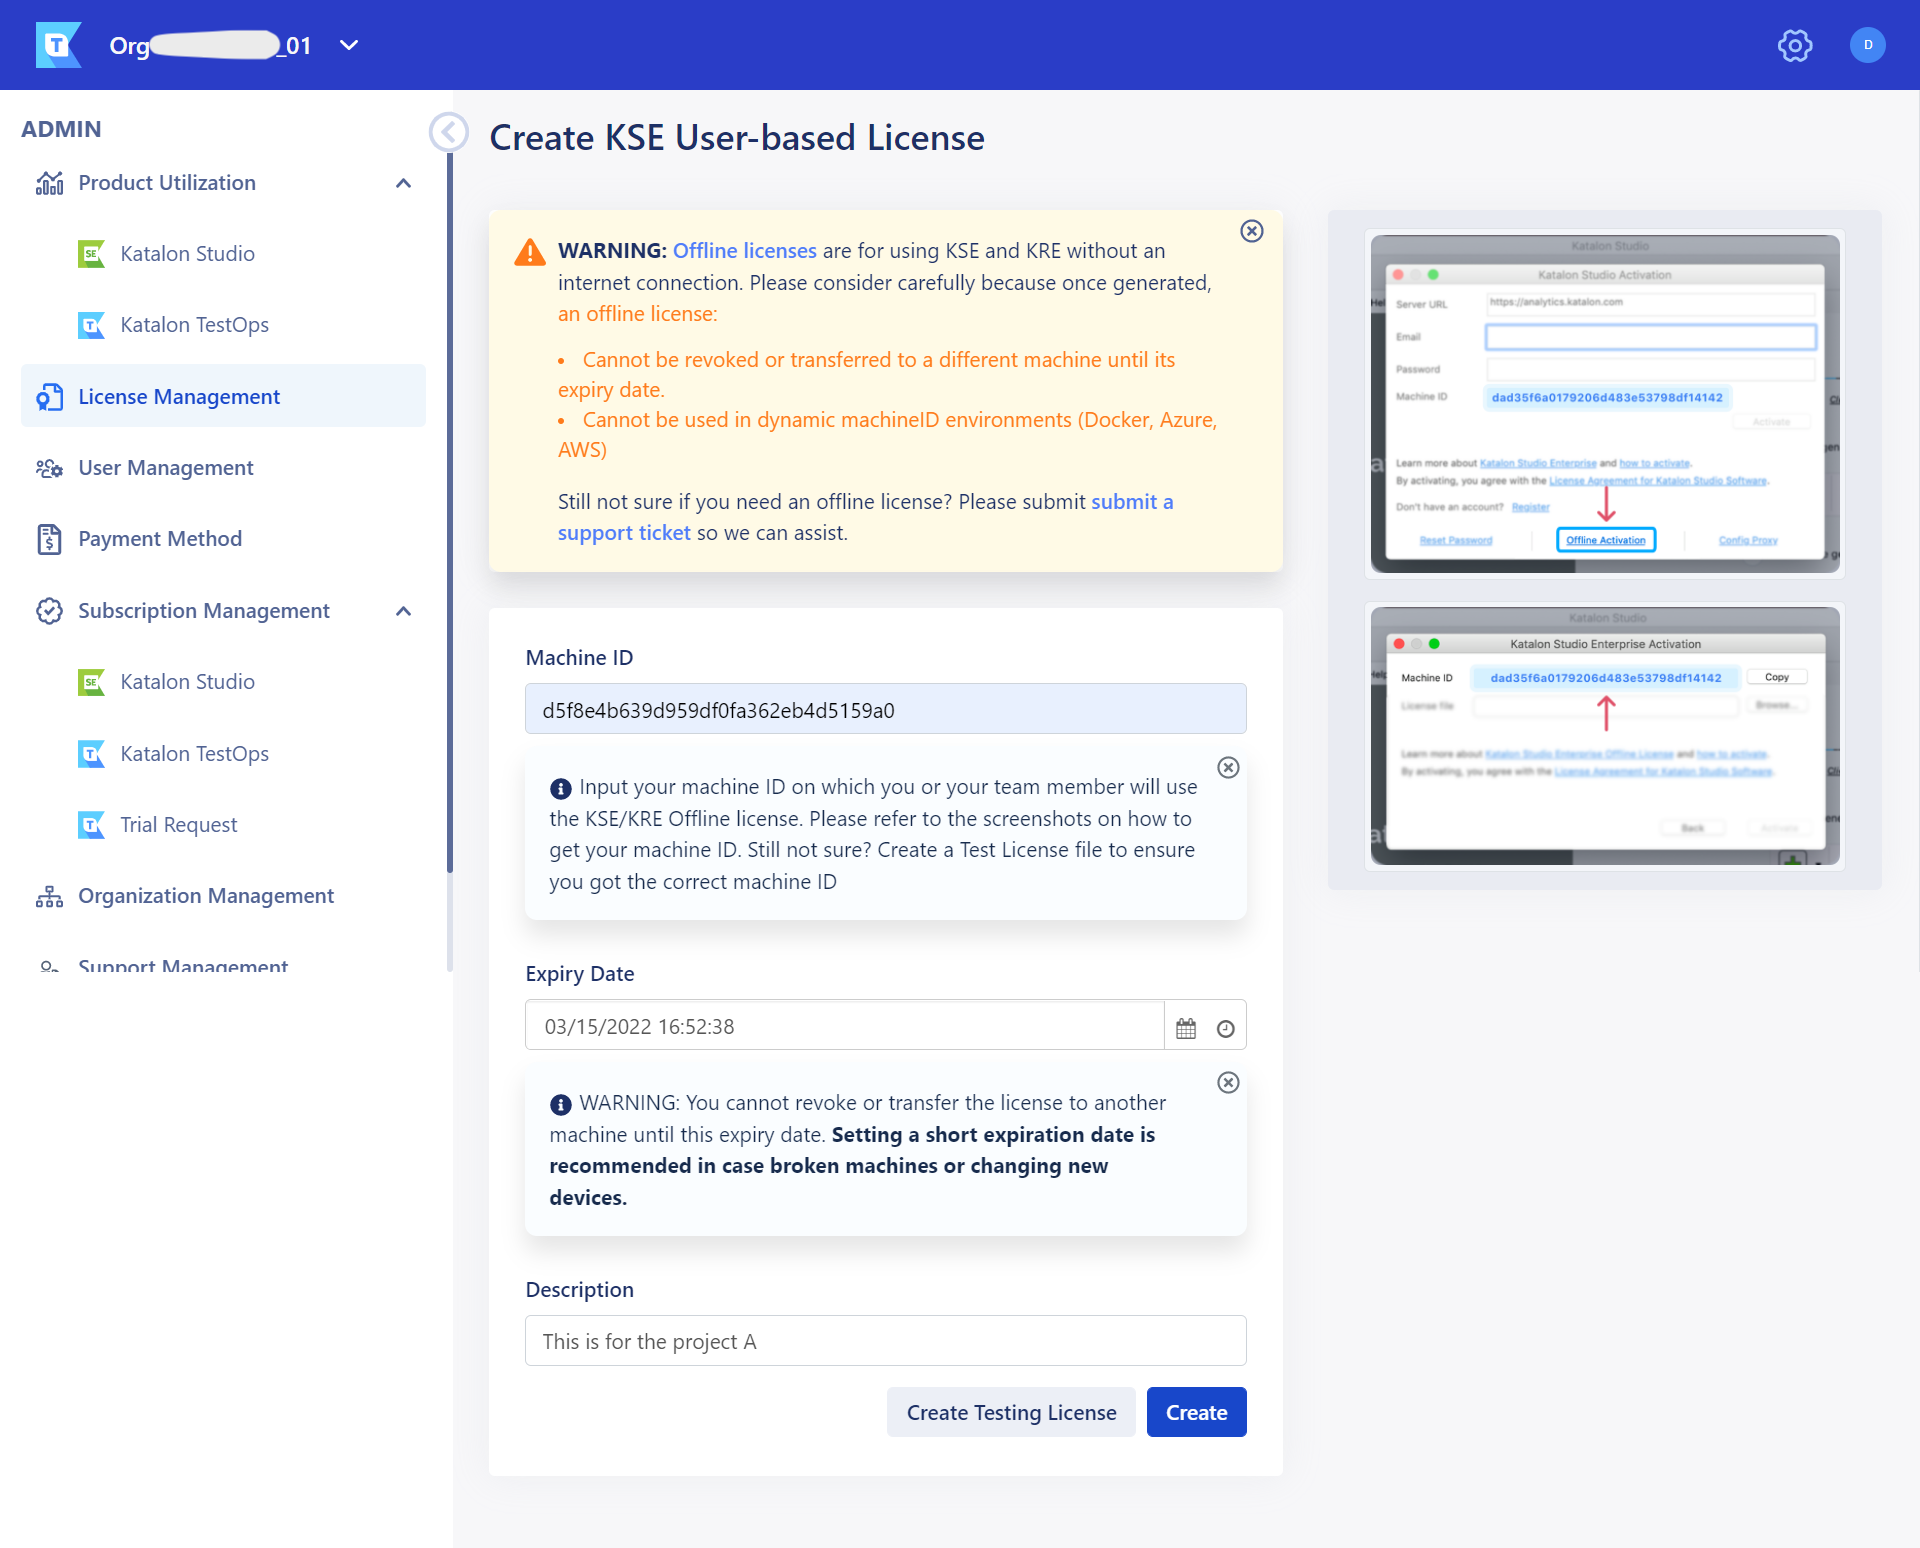 Org _01
D
ADMIN
Product Utilization
Katalon Studio
Katalon TestOps
License Management
User Management
Payment Method
Subscription Management
Katalon Studio
Katalon TestOps
Trial Request
Organization Management
Support Management
Create KSE User-based License
WARNING: Offline licenses are for using KSE and KRE without an
internet connection. Please consider carefully because once generated,
an offline license:
• Cannot be revoked or transferred to a different machine until its
expiry date.
• Cannot be used in dynamic machineID environments (Docker, Azure,
AWS)
Still not sure if you need an offline license? Please submit submit a
support ticket so we can assist.
Machine ID
d5f8e4b639d959df0fa362eb4d5159a0
Input your machine ID on which you or your team member will use
the KSE/KRE Offline license. Please refer to the screenshots on how to
get your machine ID. Still not sure? Create a Test License file to ensure
you got the correct machine ID
Expiry Date
03/15/2022 16:52:38
WARNING: You cannot revoke or transfer the license to another
machine until this expiry date. Setting a short expiration date is
recommended in case broken machines or changing new
devices.
Description
This is for the project A
Create Testing License
Create
Katalon Studio
Katalon Studio Activation
Server URL
https://analytics.katalon.com
Email
Password
Machine ID
dad35f6a0179206d483e53798df14142
Activate
Learn more about Katalon Studio Enterprise and how to activate.
By activating, you agree with the License Agreement for Katalon Studio Software.
Don't have an account? Register
Reset Password
Offline Activation
Config Proxy
Katalon Studio
Katalon Studio Enterprise Activation
Machine ID
dad35f6a0179206d483e53798df14142
Copy
License file
Browse...
Learn more about Katalon Studio Enterprise Offline License and how to activate.
By activating, you agree with the License Agreement for Katalon Studio Software.
Back
Activate